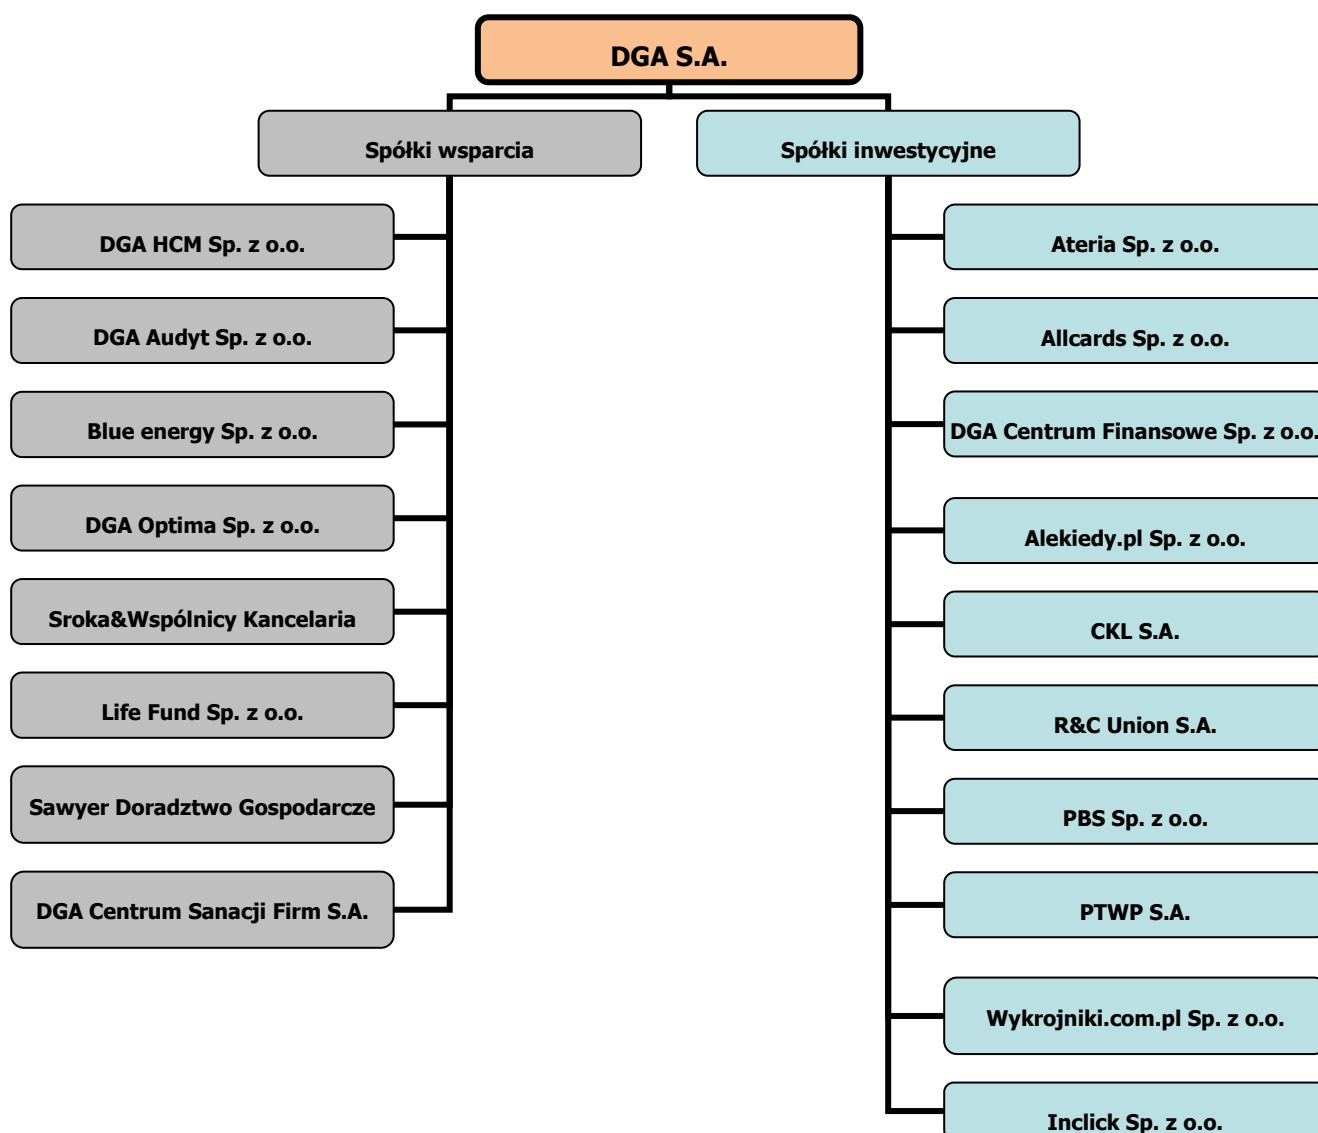 DGA S.A.
Spółki wsparcia
Spółki inwestycyjne
DGA HCM Sp. z o.o.
DGA Audyt Sp. z o.o.
Blue energy Sp. z o.o.
DGA Optima Sp. z o.o.
Sroka&Wspólnicy Kancelaria
Life Fund Sp. z o.o.
Sawyer Doradztwo Gospodarcze
DGA Centrum Sanacji Firm S.A.
Ateria Sp. z o.o.
Allcards Sp. z o.o.
DGA Centrum Finansowe Sp. z o.o.
Alekiedy.pl Sp. z o.o.
CKL S.A.
R&C Union S.A.
PBS Sp. z o.o.
PTWP S.A.
Wykrojniki.com.pl Sp. z o.o.
Inclick Sp. z o.o.